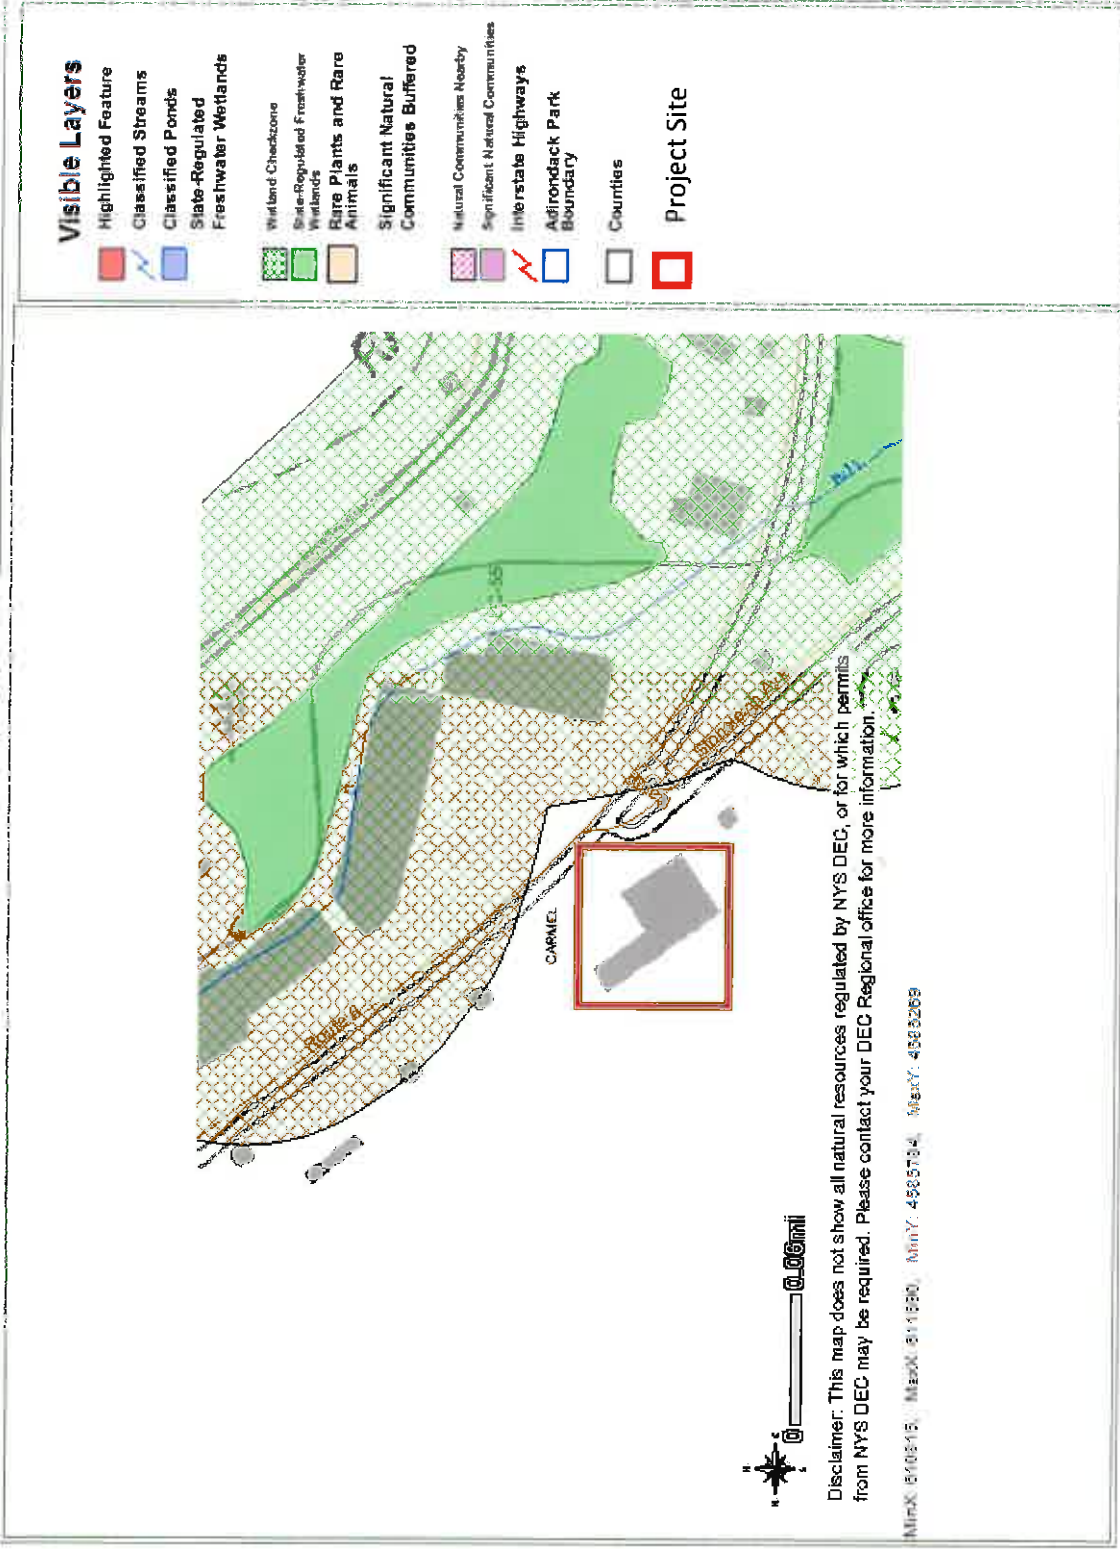 Visible Layers
Highlighted Feature
Classified Streams
Classified Ponds
State-Regulated
Freshwater Wetlands
Wetland Checkzone
State-Regulated Freshwater
Wetlands
Rare Plants and Rare
Animals
Significant Natural
Communities Buffered
Natural Communities Nearby
Significant Natural Communities
Interstate Highways
Adirondack Park
Boundary
Counties
Project Site
Route 6
CARMEL
0 0.06mi
Disclaimer: This map does not show all natural resources regulated by NYS DEC, or for which permits
from NYS DEC may be required. Please contact your DEC Regional office for more information.
MinY: 4585784, MaxY: